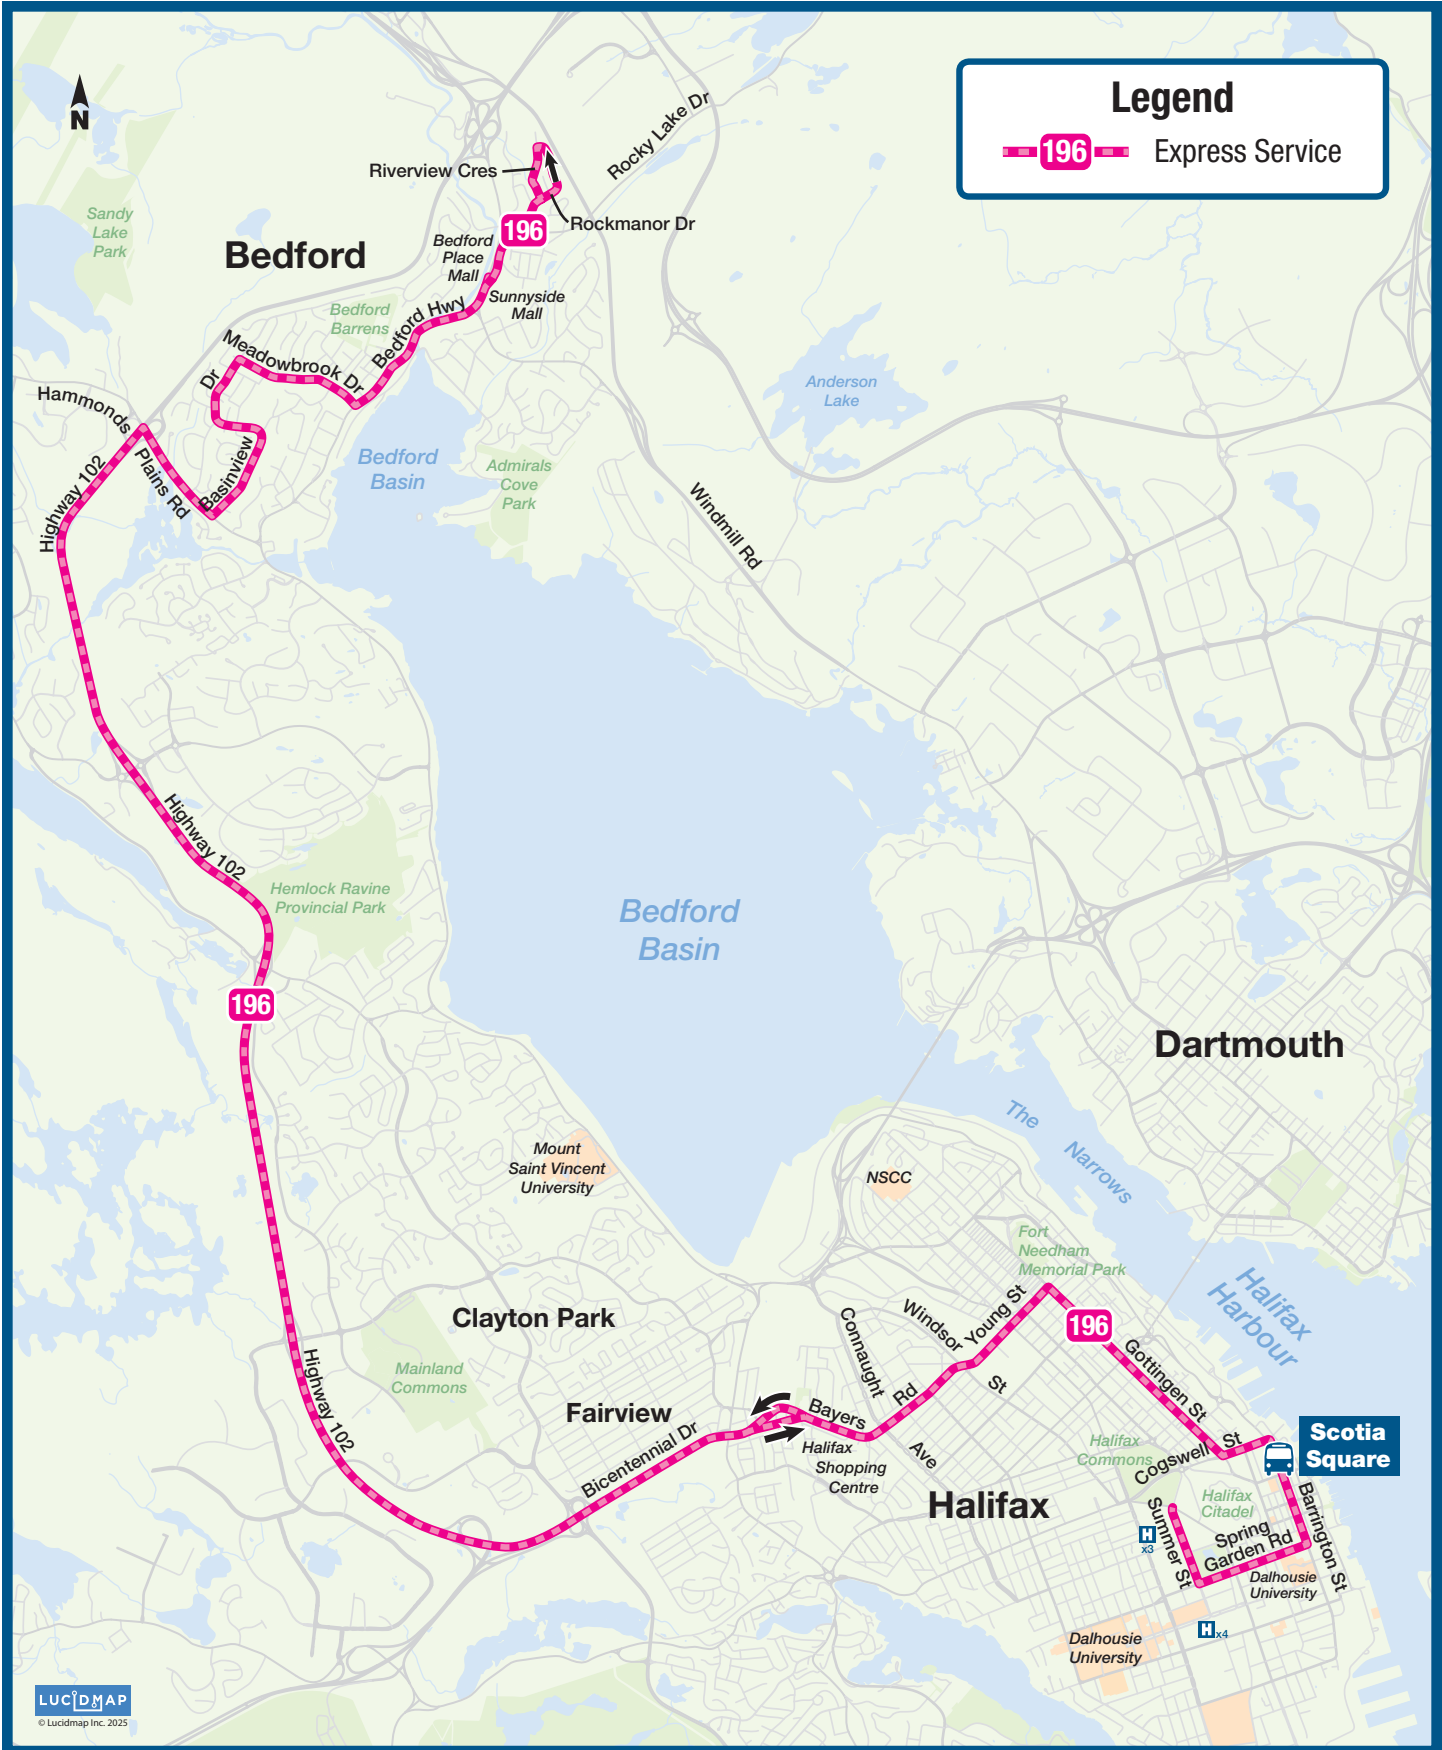 Legend
196 Express Service
N
Rocky Lake Dr
Riverview Cres
Rockmanor Dr
196
Sandy
Lake
Park
Bedford
Bedford
Place
Mall
Sunnyside
Mall
Bedford
Barrens
Bedford Hwy
Meadowbrook Dr
Dr
Hammonds
Plains Rd
Basinview
Highway 102
Anderson
Lake
Bedford
Basin
Admirals
Cove
Park
Windmill Rd
Highway 102
Hemlock Ravine
Provincial Park
Bedford
Basin
196
Dartmouth
The
Narrows
Mount
Saint Vincent
University
NSCC
Fort
Needham
Memorial Park
Halifax
Harbour
Clayton Park
Connaught
Ave
Windsor
St
Young St
196
Gottingen St
Highway 102
Mainland
Commons
Fairview
Bicentennial Dr
Bayers
Rd
Halifax
Shopping
Centre
Halifax
Commons
Cogswell St
Scotia
Square
Halifax
Halifax
Citadel
Summer St
H
x3
Spring
Garden Rd
Barrington St
Dalhousie
University
H x4
Dalhousie
University
LUCIDMAP
© Lucidmap Inc. 2025